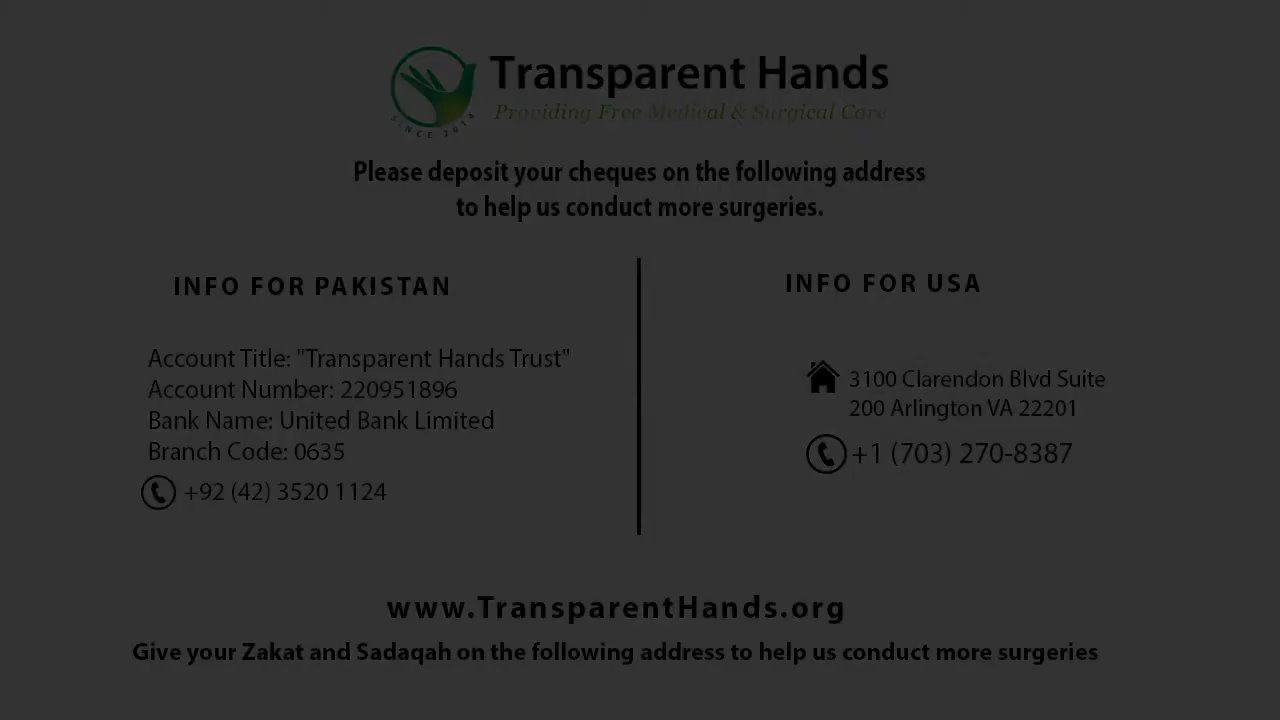 Transparent Hands
Providing Free Medical & Surgical Care
SINCE 2014
Please deposit your cheques on the following address
to help us conduct more surgeries.
INFO FOR PAKISTAN
Account Title: "Transparent Hands Trust"
Account Number: 220951896
Bank Name: United Bank Limited
Branch Code: 0635
+92 (42) 3520 1124
INFO FOR USA
3100 Clarendon Blvd Suite
200 Arlington VA 22201
+1 (703) 270-8387
www.TransparentHands.org
Give your Zakat and Sadaqah on the following address to help us conduct more surgeries